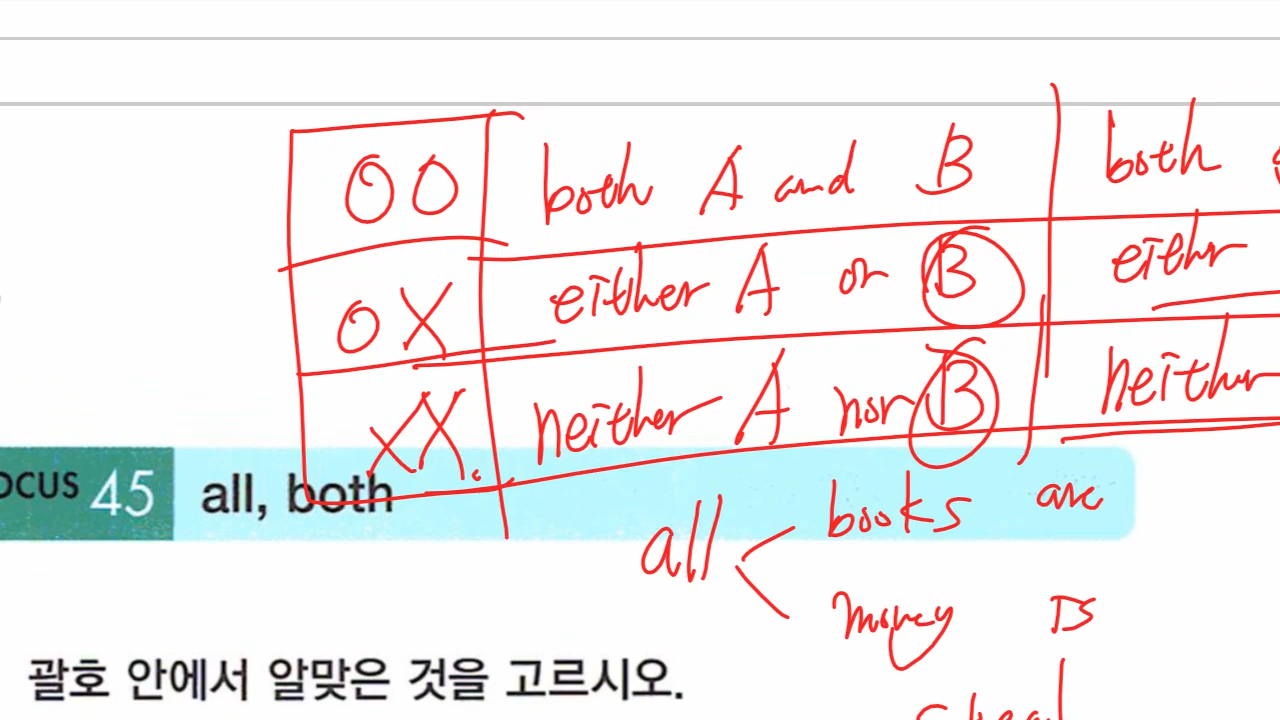 OO both A and B both
OX either A or B either
XX neither A nor B neither
OCUS 45 all, both
all books are
money is
괄호 안에서 알맞은 것을 고르시오.